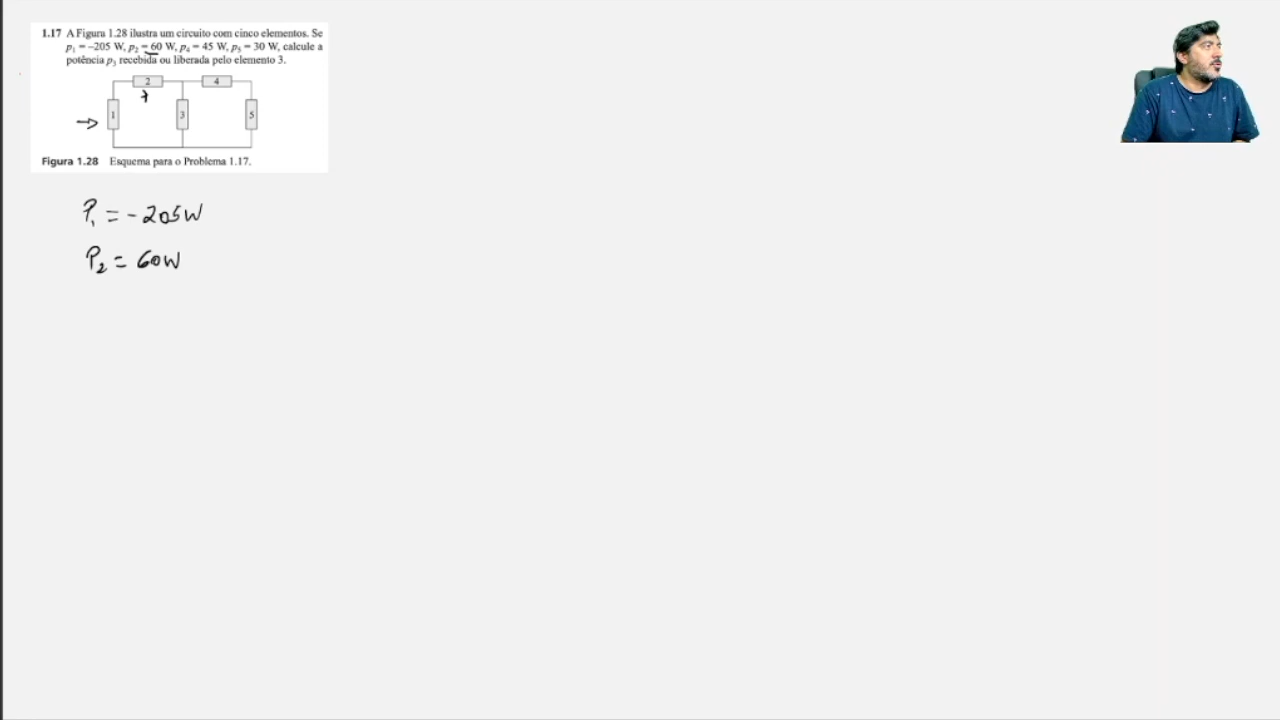 1.17 A Figura 1.28 ilustra um circuito com cinco elementos. Se
p₁ = –205 W, p₂ = 60 W, p₄ = 45 W, p₅ = 30 W, calcule a
potência p₃ recebida ou liberada pelo elemento 3.
2 4
1 3 5
Figura 1.28 Esquema para o Problema 1.17.
P₁ = - 205W
P₂ = 60W